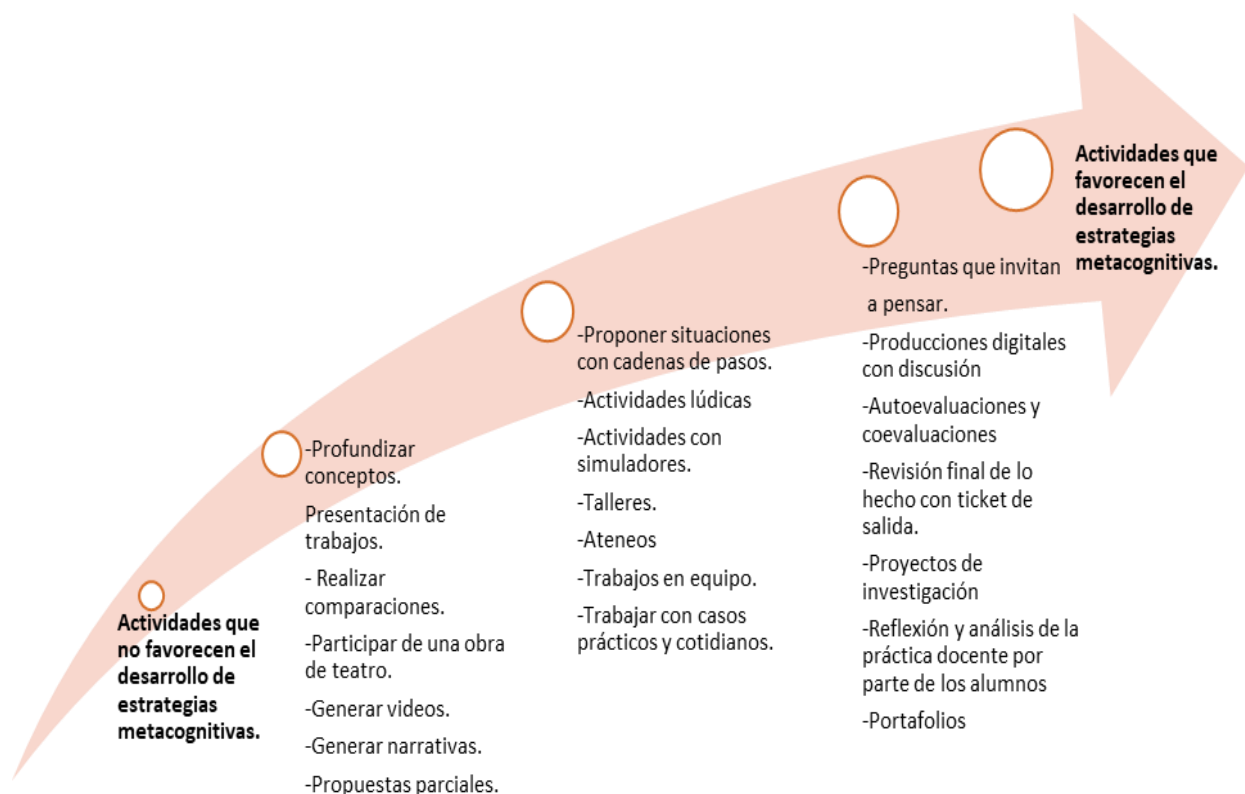 Actividades que
no favorecen el
desarrollo de
estrategias
metacognitivas.
-Profundizar
conceptos.
Presentación de
trabajos.
- Realizar
comparaciones.
-Participar de una obra
de teatro.
-Generar videos.
-Generar narrativas.
-Propuestas parciales.
-Proponer situaciones
con cadenas de pasos.
-Actividades lúdicas
-Actividades con
simuladores.
-Talleres.
-Ateneos
-Trabajos en equipo.
-Trabajar con casos
prácticos y cotidianos.
-Preguntas que invitan
a pensar.
-Producciones digitales
con discusión
-Autoevaluaciones y
coevaluaciones
-Revisión final de lo
hecho con ticket de
salida.
-Proyectos de
investigación
-Reflexión y análisis de la
práctica docente por
parte de los alumnos
-Portafolios
Actividades que
favorecen el
desarrollo de
estrategias
metacognitivas.